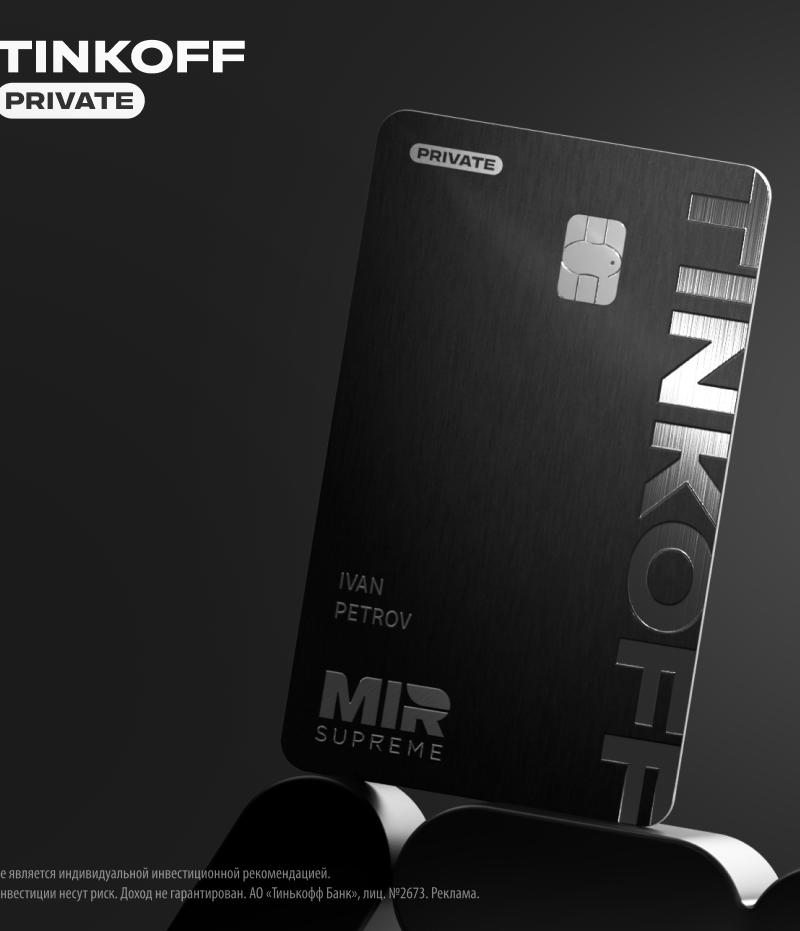 TINKOFF
PRIVATE
PRIVATE
TINKOFF
IVAN
PETROV
MIR
SUPREME
е является индивидуальной инвестиционной рекомендацией.
нвестиции несут риск. Доход не гарантирован. АО «Тинькофф Банк», лиц. №2673. Реклама.